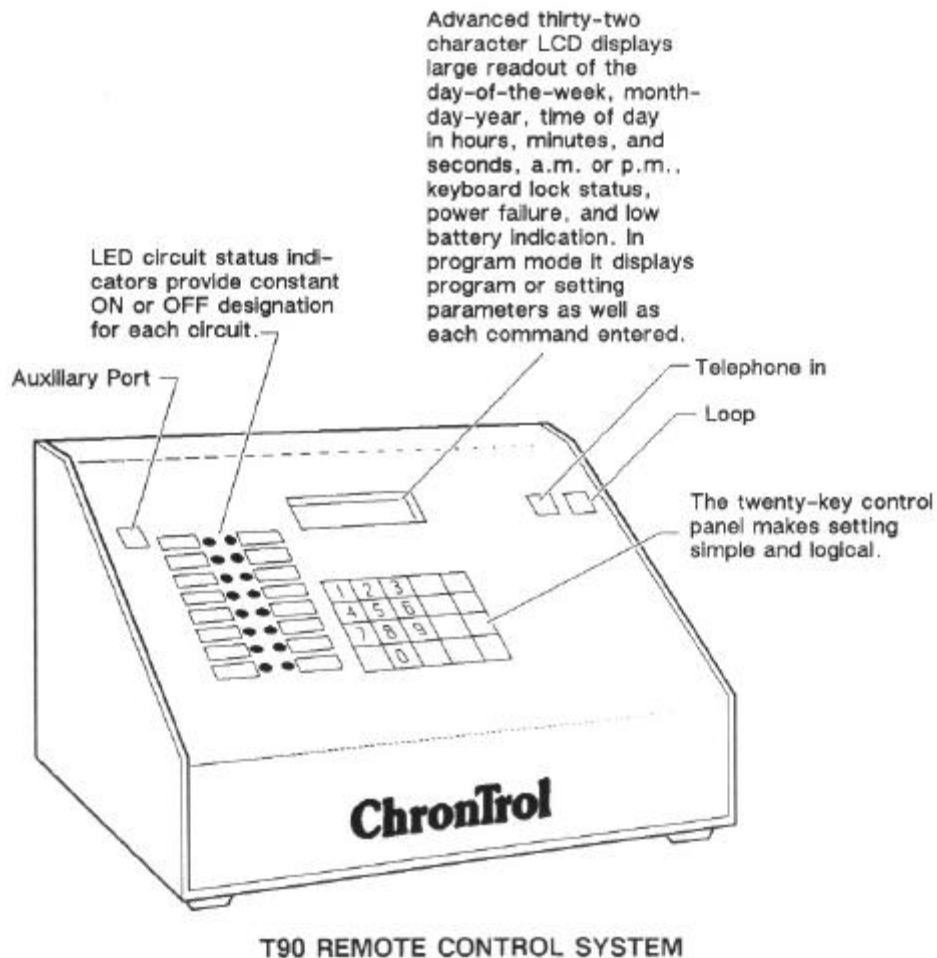 Advanced thirty-two
character LCD displays
large readout of the
day-of-the-week, month-
day-year, time of day
in hours, minutes, and
seconds, a.m. or p.m.,
keyboard lock status,
power failure, and low
battery indication. In
program mode it displays
program or setting
parameters as well as
each command entered.
LED circuit status indi-
cators provide constant
ON or OFF designation
for each circuit.
Auxiliary Port
Telephone in
Loop
The twenty-key control
panel makes setting
simple and logical.
1 2 3
4 5 6
7 8 9
0
ChronTrol
T90 REMOTE CONTROL SYSTEM